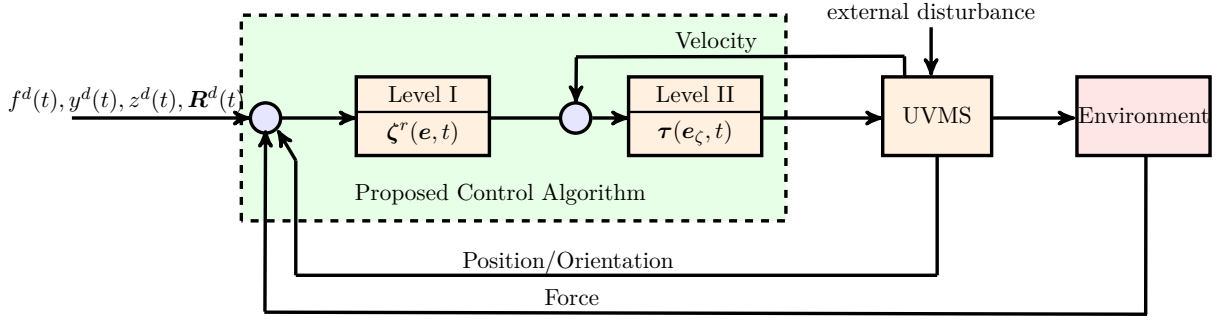 external disturbance
Velocity
f^d(t), y^d(t), z^d(t), R^d(t)
Level I
ζ^r(e, t)
Level II
τ(e_ζ, t)
UVMS
Environment
Proposed Control Algorithm
Position/Orientation
Force